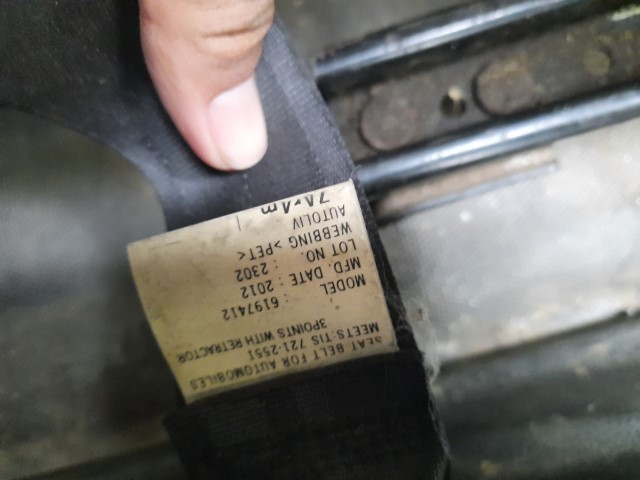 SEAT BELT FOR AUTOMOBILES
MEETS-TIS 721-2551
3POINTS WITH RETRACTOR
MODEL : 6197412
MFD. DATE : 2012
LOT NO. : 2302
WEBBING >PET<
AUTOLIV